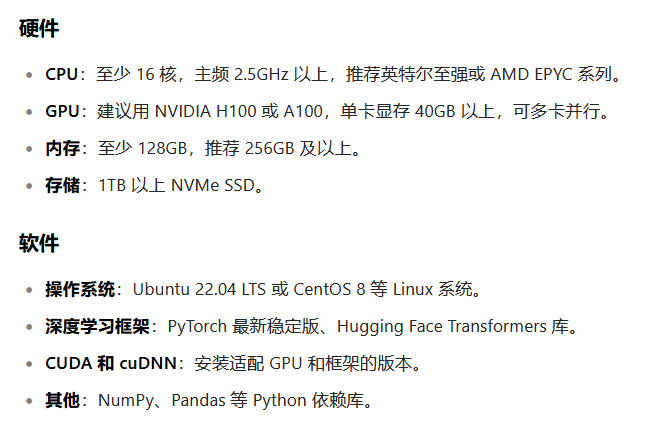 硬件
CPU：至少 16 核，主频 2.5GHz 以上，推荐英特尔至强或 AMD EPYC 系列。
GPU：建议用 NVIDIA H100 或 A100，单卡显存 40GB 以上，可多卡并行。
内存：至少 128GB，推荐 256GB 及以上。
存储：1TB 以上 NVMe SSD。
软件
操作系统：Ubuntu 22.04 LTS 或 CentOS 8 等 Linux 系统。
深度学习框架：PyTorch 最新稳定版、Hugging Face Transformers 库。
CUDA 和 cuDNN：安装适配 GPU 和框架的版本。
其他：NumPy、Pandas 等 Python 依赖库。